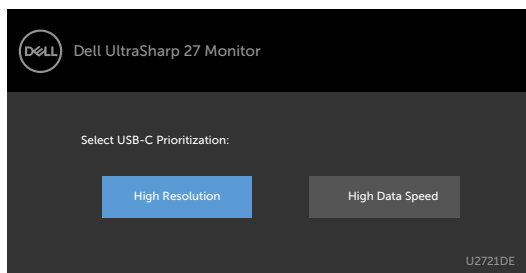 DELL Dell UltraSharp 27 Monitor
Select USB-C Prioritization:
High Resolution High Data Speed
U2721DE